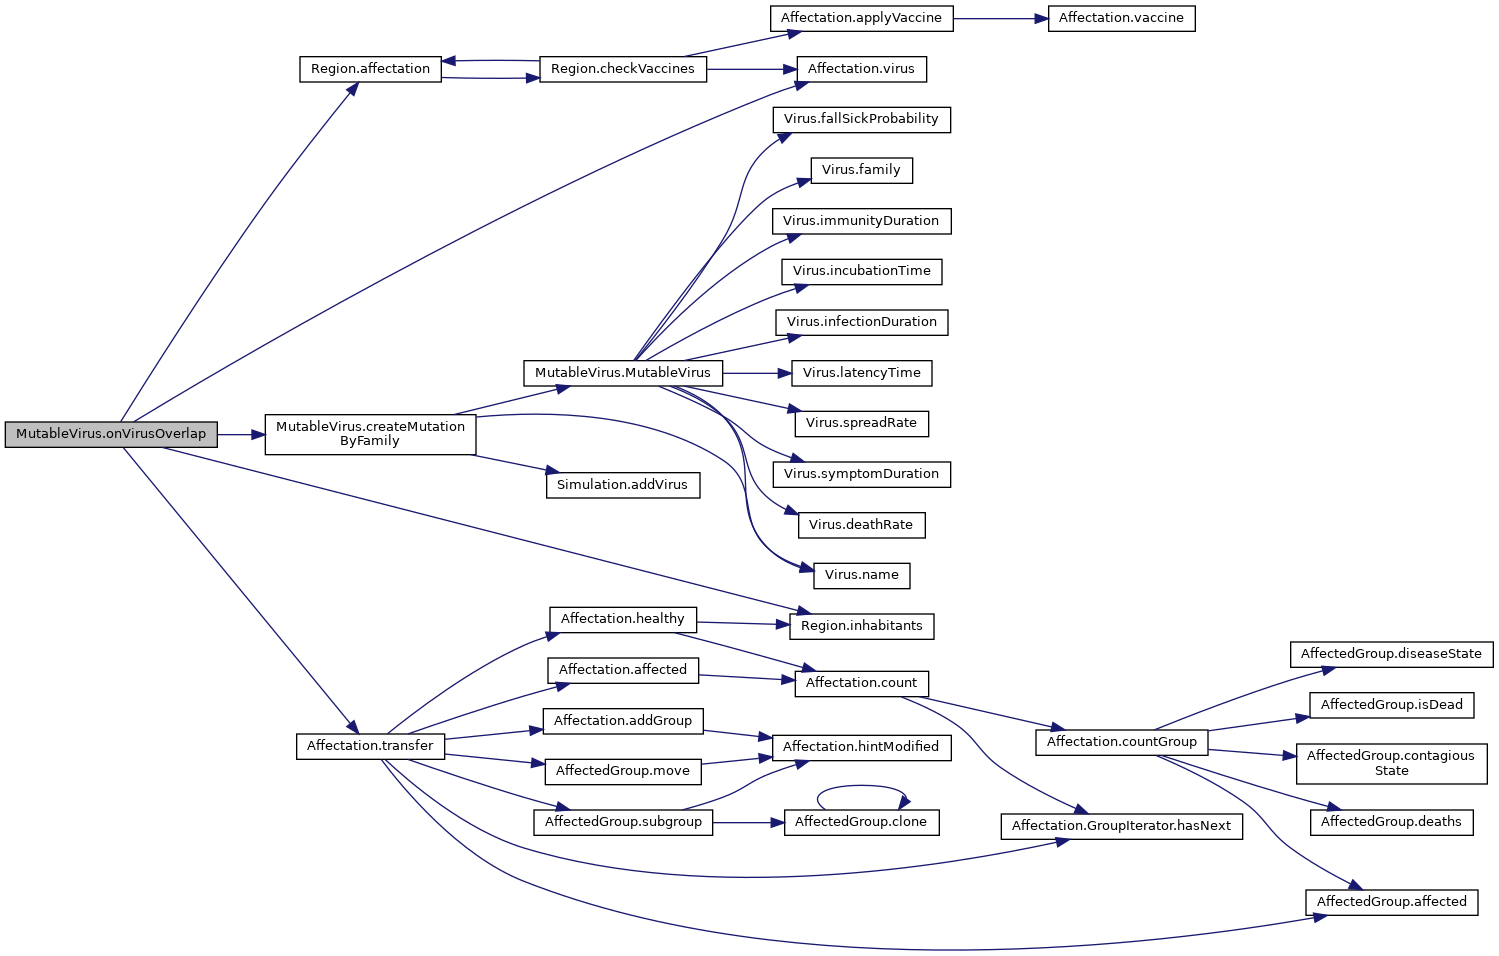 Affectation.applyVaccine
Affectation.vaccine
Region.affectation
Region.checkVaccines
Affectation.virus
Virus.fallSickProbability
Virus.family
Virus.immunityDuration
Virus.incubationTime
Virus.infectionDuration
MutableVirus.MutableVirus
Virus.latencyTime
Virus.spreadRate
MutableVirus.onVirusOverlap
MutableVirus.createMutation
ByFamily
Virus.symptomDuration
Simulation.addVirus
Virus.deathRate
Virus.name
Affectation.healthy
Region.inhabitants
Affectation.affected
Affectation.count
AffectedGroup.diseaseState
AffectedGroup.isDead
Affectation.addGroup
Affectation.transfer
Affectation.hintModified
Affectation.countGroup
AffectedGroup.contagious
State
AffectedGroup.move
AffectedGroup.subgroup
AffectedGroup.clone
Affectation.GroupIterator.hasNext
AffectedGroup.deaths
AffectedGroup.affected